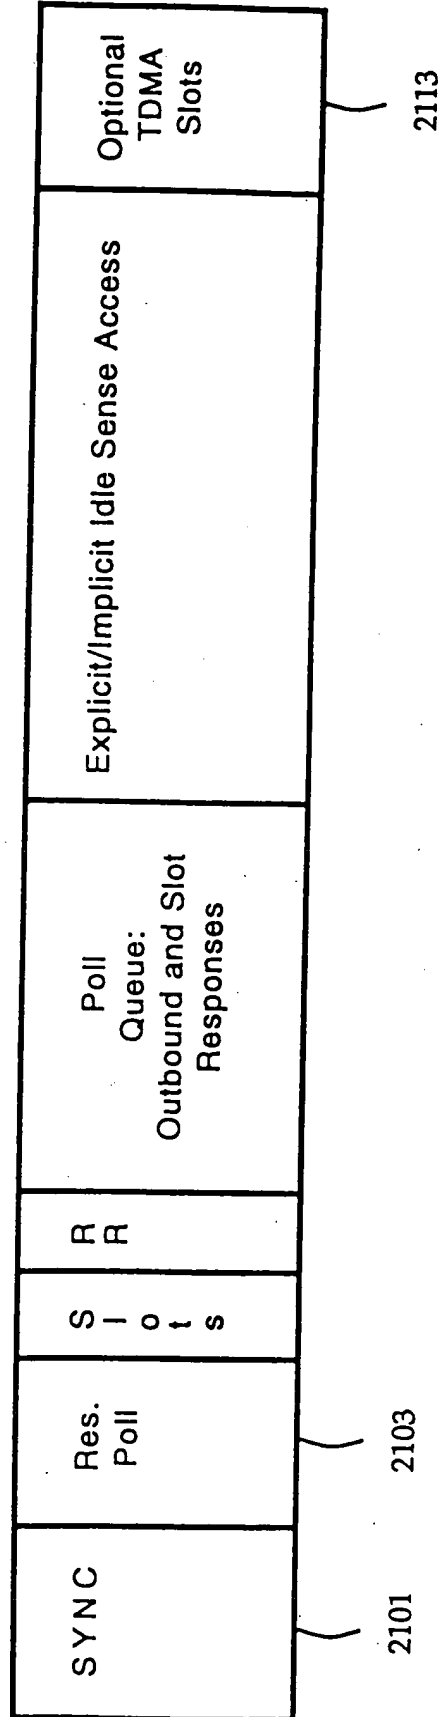 SYNC
Res.
Poll
S
l
o
t
s
R
R
Poll
Queue:
Outbound and Slot
Responses
Explicit/Implicit Idle Sense Access
Optional
TDMA
Slots
2101
2103
2113